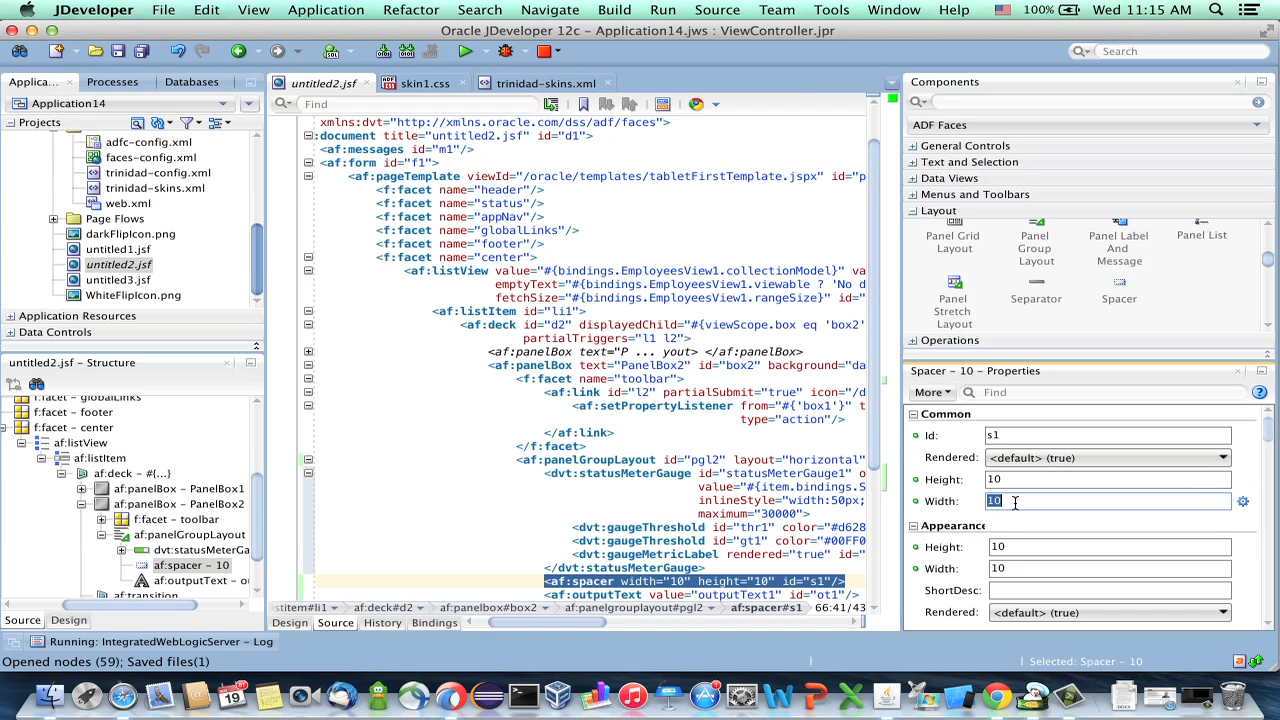 JDeveloper File Edit View Application Refactor Search Navigate Build Run Source Team Tools Window Help 100% Wed 11:15 AM
Oracle JDeveloper 12c - Application14.jws : ViewController.jpr
Search
Applica... Processes Databases
Application14
Projects
adfc-config.xml
faces-config.xml
trinidad-config.xml
trinidad-skins.xml
web.xml
Page Flows
darkFlipIcon.png
untitled1.jsf
untitled2.jsf
untitled3.jsf
WhiteFlipIcon.png
Application Resources
Data Controls
untitled2.jsf - Structure
f:facet - globalLinks
f:facet - footer
f:facet - center
af:listView
af:listItem
af:deck - #{...}
af:panelBox - PanelBox1
af:panelBox - PanelBox2
f:facet - toolbar
af:panelGroupLayout
dvt:statusMeterGa
af:spacer - 10
af:outputText - ou
af:transition
Source Design
untitled2.jsf skin1.css trinidad-skins.xml
Find
xmlns:dvt="http://xmlns.oracle.com/dss/adf/faces">
:document title="untitled2.jsf" id="d1">
<af:messages id="m1"/>
<af:form id="f1">
<af:pageTemplate viewId="/oracle/templates/tabletFirstTemplate.jspx" id="p
<f:facet name="header"/>
<f:facet name="status"/>
<f:facet name="appNav"/>
<f:facet name="globalLinks"/>
<f:facet name="footer"/>
<f:facet name="center">
<af:listView value="#{bindings.EmployeesView1.collectionModel}" va
emptyText="#{bindings.EmployeesView1.viewable ? 'No d
fetchSize="#{bindings.EmployeesView1.rangeSize}" id=
<af:listItem id="li1">
<af:deck id="d2" displayedChild="#{viewScope.box eq 'box2'
partialTriggers="l1 l2">
<af:panelBox text="P ... yout> </af:panelBox>
<af:panelBox text="PanelBox2" id="box2" background="da
<f:facet name="toolbar">
<af:link id="l2" partialSubmit="true" icon="/d
<af:setPropertyListener from="#{'box1'}" t
type="action"/>
</af:link>
</f:facet>
<af:panelGroupLayout id="pgl2" layout="horizontal"
<dvt:statusMeterGauge id="statusMeterGauge1" o
value="#{item.bindings.S
inlineStyle="width:50px;
maximum="30000">
<dvt:gaugeThreshold id="thr1" color="#d628
<dvt:gaugeThreshold id="gt1" color="#00FF0
<dvt:gaugeMetricLabel rendered="true" id=
</dvt:statusMeterGauge>
<af:spacer width="10" height="10" id="s1"/>
<af:outputText value="outputText1" id="ot1"/>
istitem#li1 af:deck#d2 af:panelbox#box2 af:panelgrouplayout#pgl2 af:spacer#s1 66:41/43
Design Source History Bindings
Components
ADF Faces
General Controls
Text and Selection
Data Views
Menus and Toolbars
Layout
Panel Grid Layout
Panel Group Layout
Panel Label And Message
Panel List
Panel Stretch Layout
Separator
Spacer
Operations
Spacer - 10 - Properties
More Find
Common
Id: s1
Rendered: <default> (true)
Height: 10
Width: 10
Appearance
Height: 10
Width: 10
ShortDesc:
Rendered: <default> (true)
Running: IntegratedWebLogicServer - Log
Opened nodes (59); Saved files(1) Selected: Spacer - 10